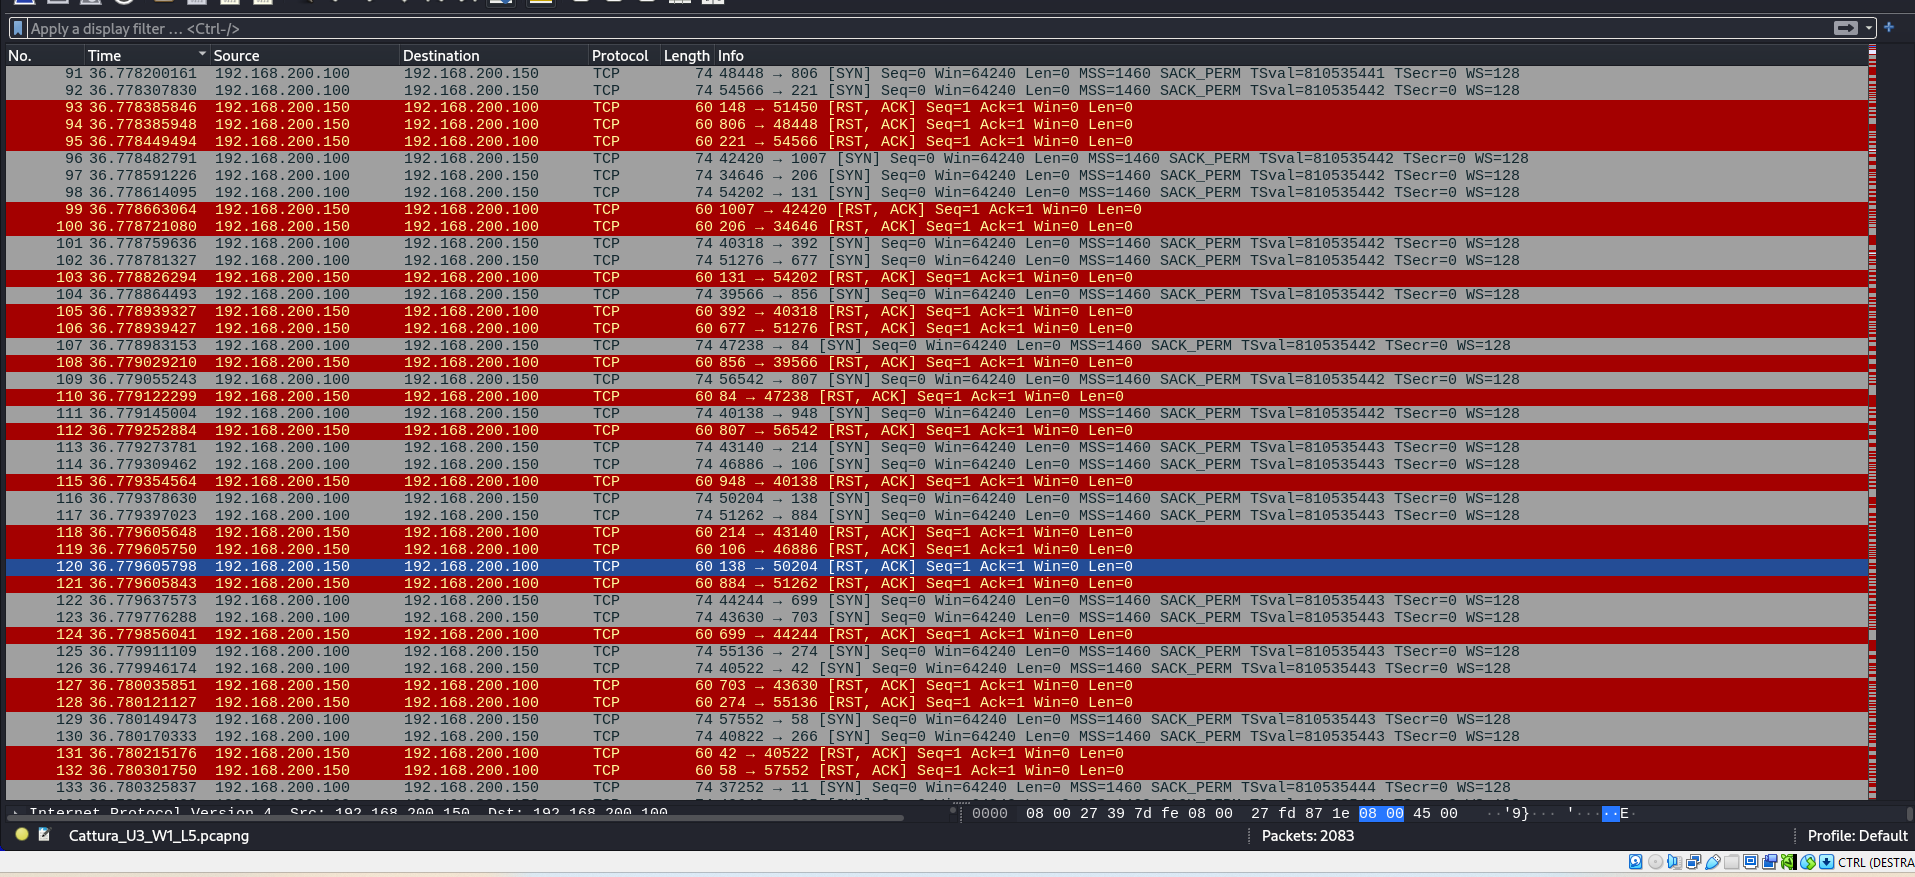 Apply a display filter … <Ctrl-/>
No. Time Source Destination Protocol Length Info
91 36.778200161 192.168.200.100 192.168.200.150 TCP 74 48448 → 806 [SYN] Seq=0 Win=64240 Len=0 MSS=1460 SACK_PERM TSval=810535441 TSecr=0 WS=128
92 36.778307830 192.168.200.100 192.168.200.150 TCP 74 54566 → 221 [SYN] Seq=0 Win=64240 Len=0 MSS=1460 SACK_PERM TSval=810535442 TSecr=0 WS=128
93 36.778385846 192.168.200.150 192.168.200.100 TCP 60 148 → 51450 [RST, ACK] Seq=1 Ack=1 Win=0 Len=0
94 36.778385948 192.168.200.150 192.168.200.100 TCP 60 806 → 48448 [RST, ACK] Seq=1 Ack=1 Win=0 Len=0
95 36.778449494 192.168.200.150 192.168.200.100 TCP 60 221 → 54566 [RST, ACK] Seq=1 Ack=1 Win=0 Len=0
96 36.778482791 192.168.200.100 192.168.200.150 TCP 74 42420 → 1007 [SYN] Seq=0 Win=64240 Len=0 MSS=1460 SACK_PERM TSval=810535442 TSecr=0 WS=128
97 36.778591226 192.168.200.100 192.168.200.150 TCP 74 34646 → 206 [SYN] Seq=0 Win=64240 Len=0 MSS=1460 SACK_PERM TSval=810535442 TSecr=0 WS=128
98 36.778614095 192.168.200.100 192.168.200.150 TCP 74 54202 → 131 [SYN] Seq=0 Win=64240 Len=0 MSS=1460 SACK_PERM TSval=810535442 TSecr=0 WS=128
99 36.778663064 192.168.200.150 192.168.200.100 TCP 60 1007 → 42420 [RST, ACK] Seq=1 Ack=1 Win=0 Len=0
100 36.778721080 192.168.200.150 192.168.200.100 TCP 60 206 → 34646 [RST, ACK] Seq=1 Ack=1 Win=0 Len=0
101 36.778759636 192.168.200.100 192.168.200.150 TCP 74 40318 → 392 [SYN] Seq=0 Win=64240 Len=0 MSS=1460 SACK_PERM TSval=810535442 TSecr=0 WS=128
102 36.778781327 192.168.200.100 192.168.200.150 TCP 74 51276 → 677 [SYN] Seq=0 Win=64240 Len=0 MSS=1460 SACK_PERM TSval=810535442 TSecr=0 WS=128
103 36.778826294 192.168.200.150 192.168.200.100 TCP 60 131 → 54202 [RST, ACK] Seq=1 Ack=1 Win=0 Len=0
104 36.778864493 192.168.200.100 192.168.200.150 TCP 74 39566 → 856 [SYN] Seq=0 Win=64240 Len=0 MSS=1460 SACK_PERM TSval=810535442 TSecr=0 WS=128
105 36.778939327 192.168.200.150 192.168.200.100 TCP 60 392 → 40318 [RST, ACK] Seq=1 Ack=1 Win=0 Len=0
106 36.778939427 192.168.200.150 192.168.200.100 TCP 60 677 → 51276 [RST, ACK] Seq=1 Ack=1 Win=0 Len=0
107 36.778983153 192.168.200.100 192.168.200.150 TCP 74 47238 → 84 [SYN] Seq=0 Win=64240 Len=0 MSS=1460 SACK_PERM TSval=810535442 TSecr=0 WS=128
108 36.779029210 192.168.200.150 192.168.200.100 TCP 60 856 → 39566 [RST, ACK] Seq=1 Ack=1 Win=0 Len=0
109 36.779055243 192.168.200.100 192.168.200.150 TCP 74 56542 → 807 [SYN] Seq=0 Win=64240 Len=0 MSS=1460 SACK_PERM TSval=810535442 TSecr=0 WS=128
110 36.779122299 192.168.200.150 192.168.200.100 TCP 60 84 → 47238 [RST, ACK] Seq=1 Ack=1 Win=0 Len=0
111 36.779145004 192.168.200.100 192.168.200.150 TCP 74 40138 → 948 [SYN] Seq=0 Win=64240 Len=0 MSS=1460 SACK_PERM TSval=810535442 TSecr=0 WS=128
112 36.779252884 192.168.200.150 192.168.200.100 TCP 60 807 → 56542 [RST, ACK] Seq=1 Ack=1 Win=0 Len=0
113 36.779273781 192.168.200.100 192.168.200.150 TCP 74 43140 → 214 [SYN] Seq=0 Win=64240 Len=0 MSS=1460 SACK_PERM TSval=810535443 TSecr=0 WS=128
114 36.779309462 192.168.200.100 192.168.200.150 TCP 74 46886 → 106 [SYN] Seq=0 Win=64240 Len=0 MSS=1460 SACK_PERM TSval=810535443 TSecr=0 WS=128
115 36.779354564 192.168.200.150 192.168.200.100 TCP 60 948 → 40138 [RST, ACK] Seq=1 Ack=1 Win=0 Len=0
116 36.779378630 192.168.200.100 192.168.200.150 TCP 74 50204 → 138 [SYN] Seq=0 Win=64240 Len=0 MSS=1460 SACK_PERM TSval=810535443 TSecr=0 WS=128
117 36.779397023 192.168.200.100 192.168.200.150 TCP 74 51262 → 884 [SYN] Seq=0 Win=64240 Len=0 MSS=1460 SACK_PERM TSval=810535443 TSecr=0 WS=128
118 36.779605648 192.168.200.150 192.168.200.100 TCP 60 214 → 43140 [RST, ACK] Seq=1 Ack=1 Win=0 Len=0
119 36.779605750 192.168.200.150 192.168.200.100 TCP 60 106 → 46886 [RST, ACK] Seq=1 Ack=1 Win=0 Len=0
120 36.779605798 192.168.200.150 192.168.200.100 TCP 60 138 → 50204 [RST, ACK] Seq=1 Ack=1 Win=0 Len=0
121 36.779605843 192.168.200.150 192.168.200.100 TCP 60 884 → 51262 [RST, ACK] Seq=1 Ack=1 Win=0 Len=0
122 36.779637573 192.168.200.100 192.168.200.150 TCP 74 44244 → 699 [SYN] Seq=0 Win=64240 Len=0 MSS=1460 SACK_PERM TSval=810535443 TSecr=0 WS=128
123 36.779776288 192.168.200.100 192.168.200.150 TCP 74 43630 → 703 [SYN] Seq=0 Win=64240 Len=0 MSS=1460 SACK_PERM TSval=810535443 TSecr=0 WS=128
124 36.779856041 192.168.200.150 192.168.200.100 TCP 60 699 → 44244 [RST, ACK] Seq=1 Ack=1 Win=0 Len=0
125 36.779911109 192.168.200.100 192.168.200.150 TCP 74 55136 → 274 [SYN] Seq=0 Win=64240 Len=0 MSS=1460 SACK_PERM TSval=810535443 TSecr=0 WS=128
126 36.779946174 192.168.200.100 192.168.200.150 TCP 74 40522 → 42 [SYN] Seq=0 Win=64240 Len=0 MSS=1460 SACK_PERM TSval=810535443 TSecr=0 WS=128
127 36.780035851 192.168.200.150 192.168.200.100 TCP 60 703 → 43630 [RST, ACK] Seq=1 Ack=1 Win=0 Len=0
128 36.780121127 192.168.200.150 192.168.200.100 TCP 60 274 → 55136 [RST, ACK] Seq=1 Ack=1 Win=0 Len=0
129 36.780149473 192.168.200.100 192.168.200.150 TCP 74 57552 → 58 [SYN] Seq=0 Win=64240 Len=0 MSS=1460 SACK_PERM TSval=810535443 TSecr=0 WS=128
130 36.780170333 192.168.200.100 192.168.200.150 TCP 74 40822 → 266 [SYN] Seq=0 Win=64240 Len=0 MSS=1460 SACK_PERM TSval=810535443 TSecr=0 WS=128
131 36.780215176 192.168.200.150 192.168.200.100 TCP 60 42 → 40522 [RST, ACK] Seq=1 Ack=1 Win=0 Len=0
132 36.780301750 192.168.200.150 192.168.200.100 TCP 60 58 → 57552 [RST, ACK] Seq=1 Ack=1 Win=0 Len=0
133 36.780325837 192.168.200.100 192.168.200.150 TCP 74 37252 → 11 [SYN] Seq=0 Win=64240 Len=0 MSS=1460 SACK_PERM TSval=810535444 TSecr=0 WS=128
Internet Protocol Version 4, Src: 192.168.200.150, Dst: 192.168.200.100
0000 08 00 27 39 7d fe 08 00 27 fd 87 1e 08 00 45 00 ··'9}··· '·····E·
Cattura_U3_W1_L5.pcapng Packets: 2083 Profile: Default
CTRL (DESTRA